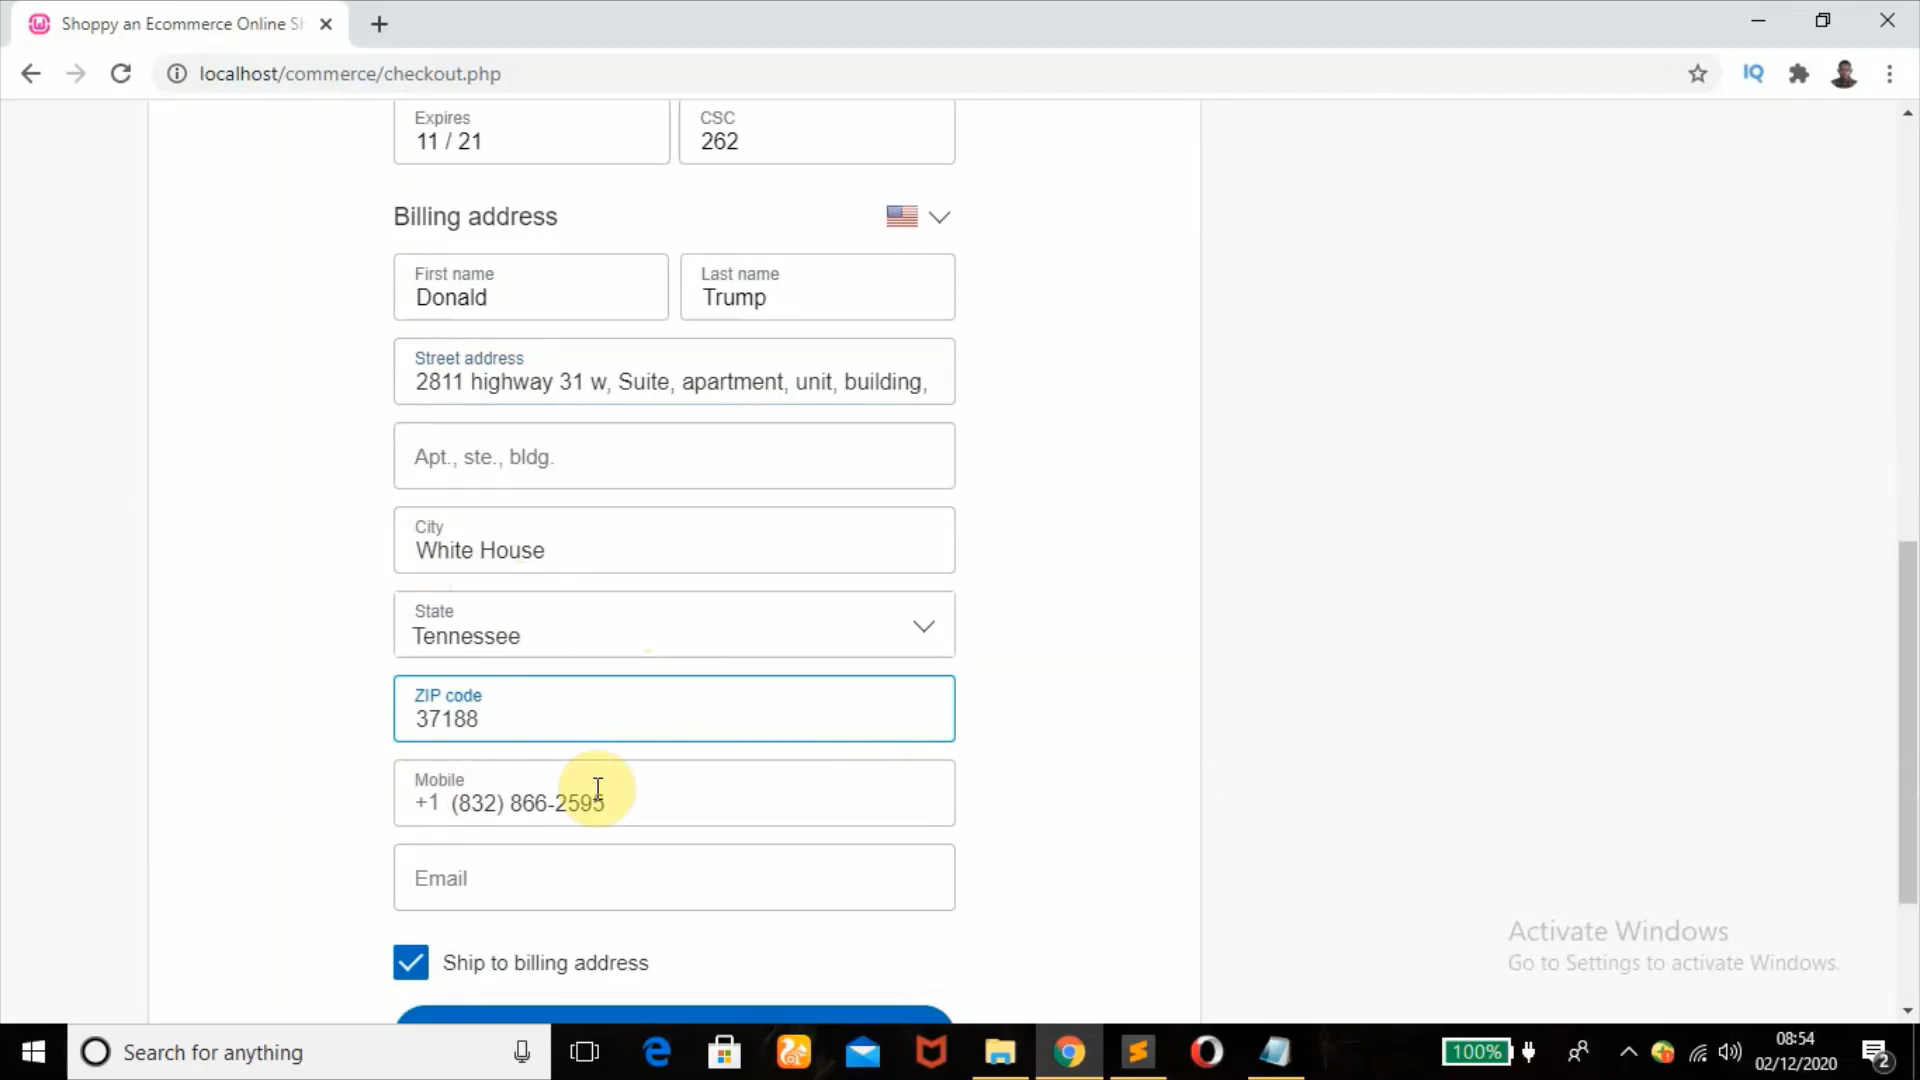 Shoppy an Ecommerce Online Sh
localhost/commerce/checkout.php
IQ
Expires
11 / 21
CSC
262
Billing address
First name
Donald
Last name
Trump
Street address
2811 highway 31 w, Suite, apartment, unit, building,
Apt., ste., bldg.
City
White House
State
Tennessee
ZIP code
37188
Mobile
+1 (832) 866-2595
Email
Ship to billing address
Activate Windows
Go to Settings to activate Windows.
Search for anything
100%
08:54
02/12/2020
2